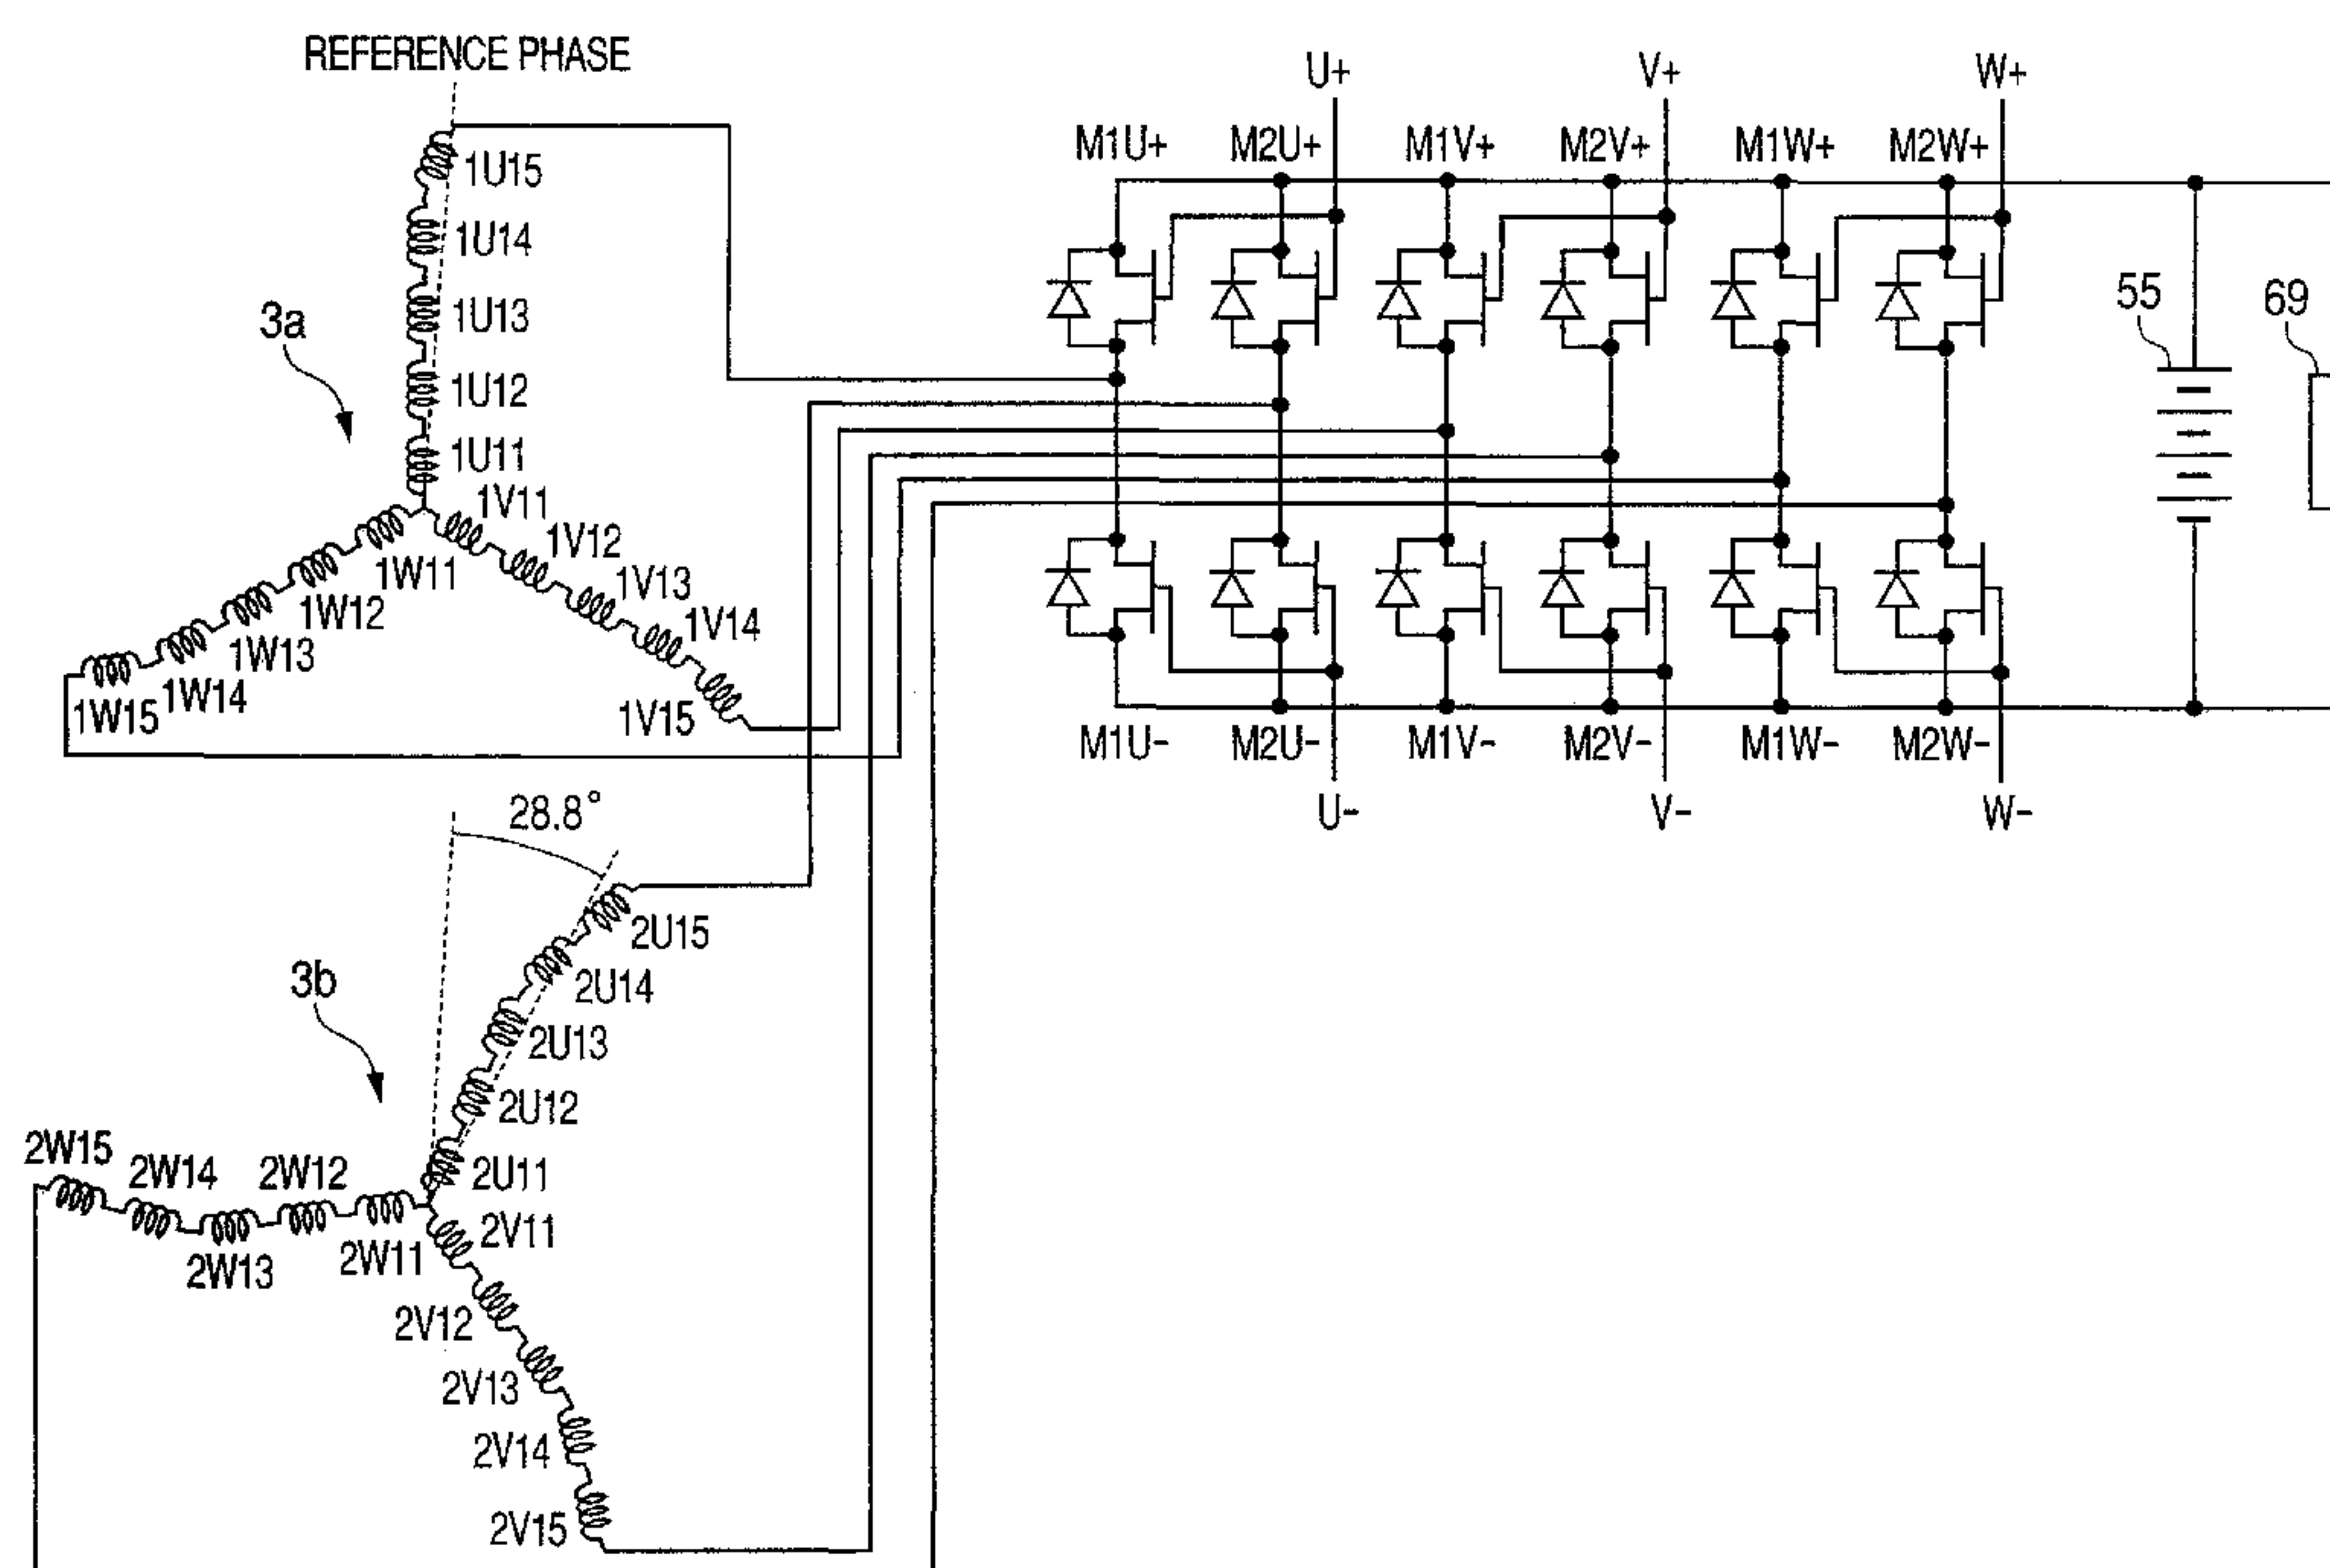 REFERENCE PHASE
U+
V+
W+
M1U+
M2U+
M1V+
M2V+
M1W+
M2W+
1U15
1U14
1U13
1U12
1U11
3a
1V11
1V12
1V13
1V14
1V15
1W11
1W12
1W13
1W14
1W15
55
69
M1U-
M2U-
M1V-
M2V-
M1W-
M2W-
U-
V-
W-
28.8°
3b
2U15
2U14
2U13
2U12
2U11
2W15
2W14
2W12
2W13
2W11
2V11
2V12
2V13
2V14
2V15